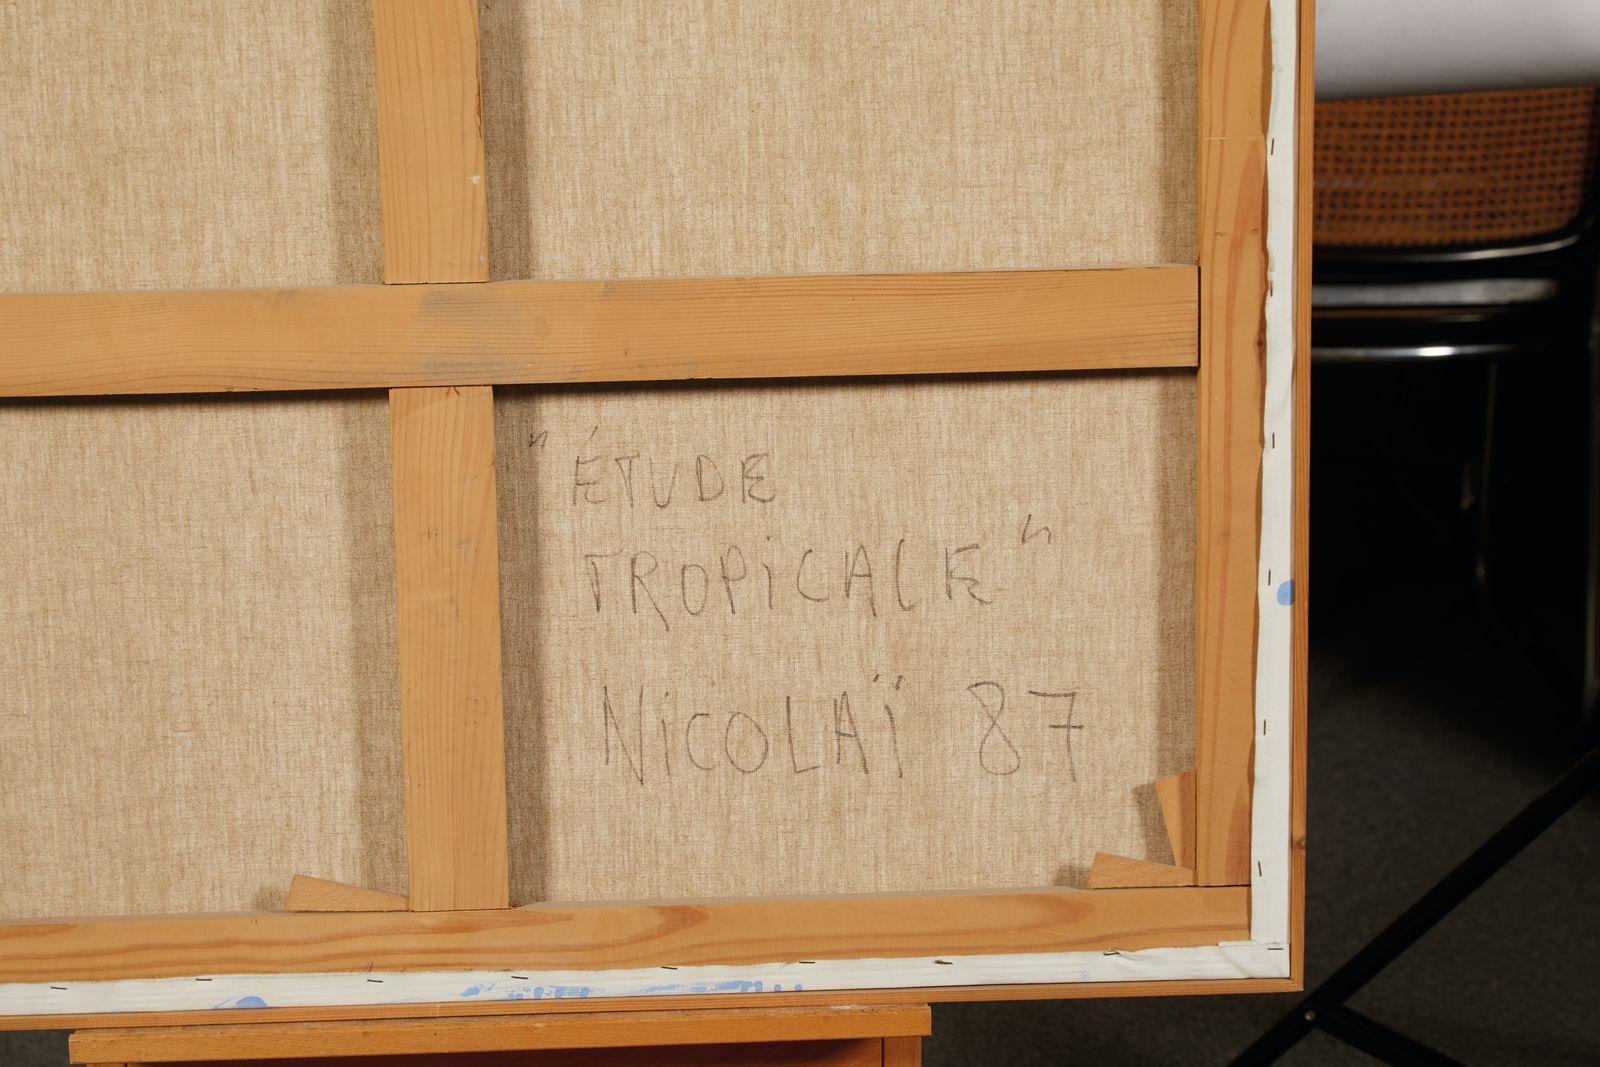 "ÉTUDE
TROPiCALE"
NiCOLAÏ 87